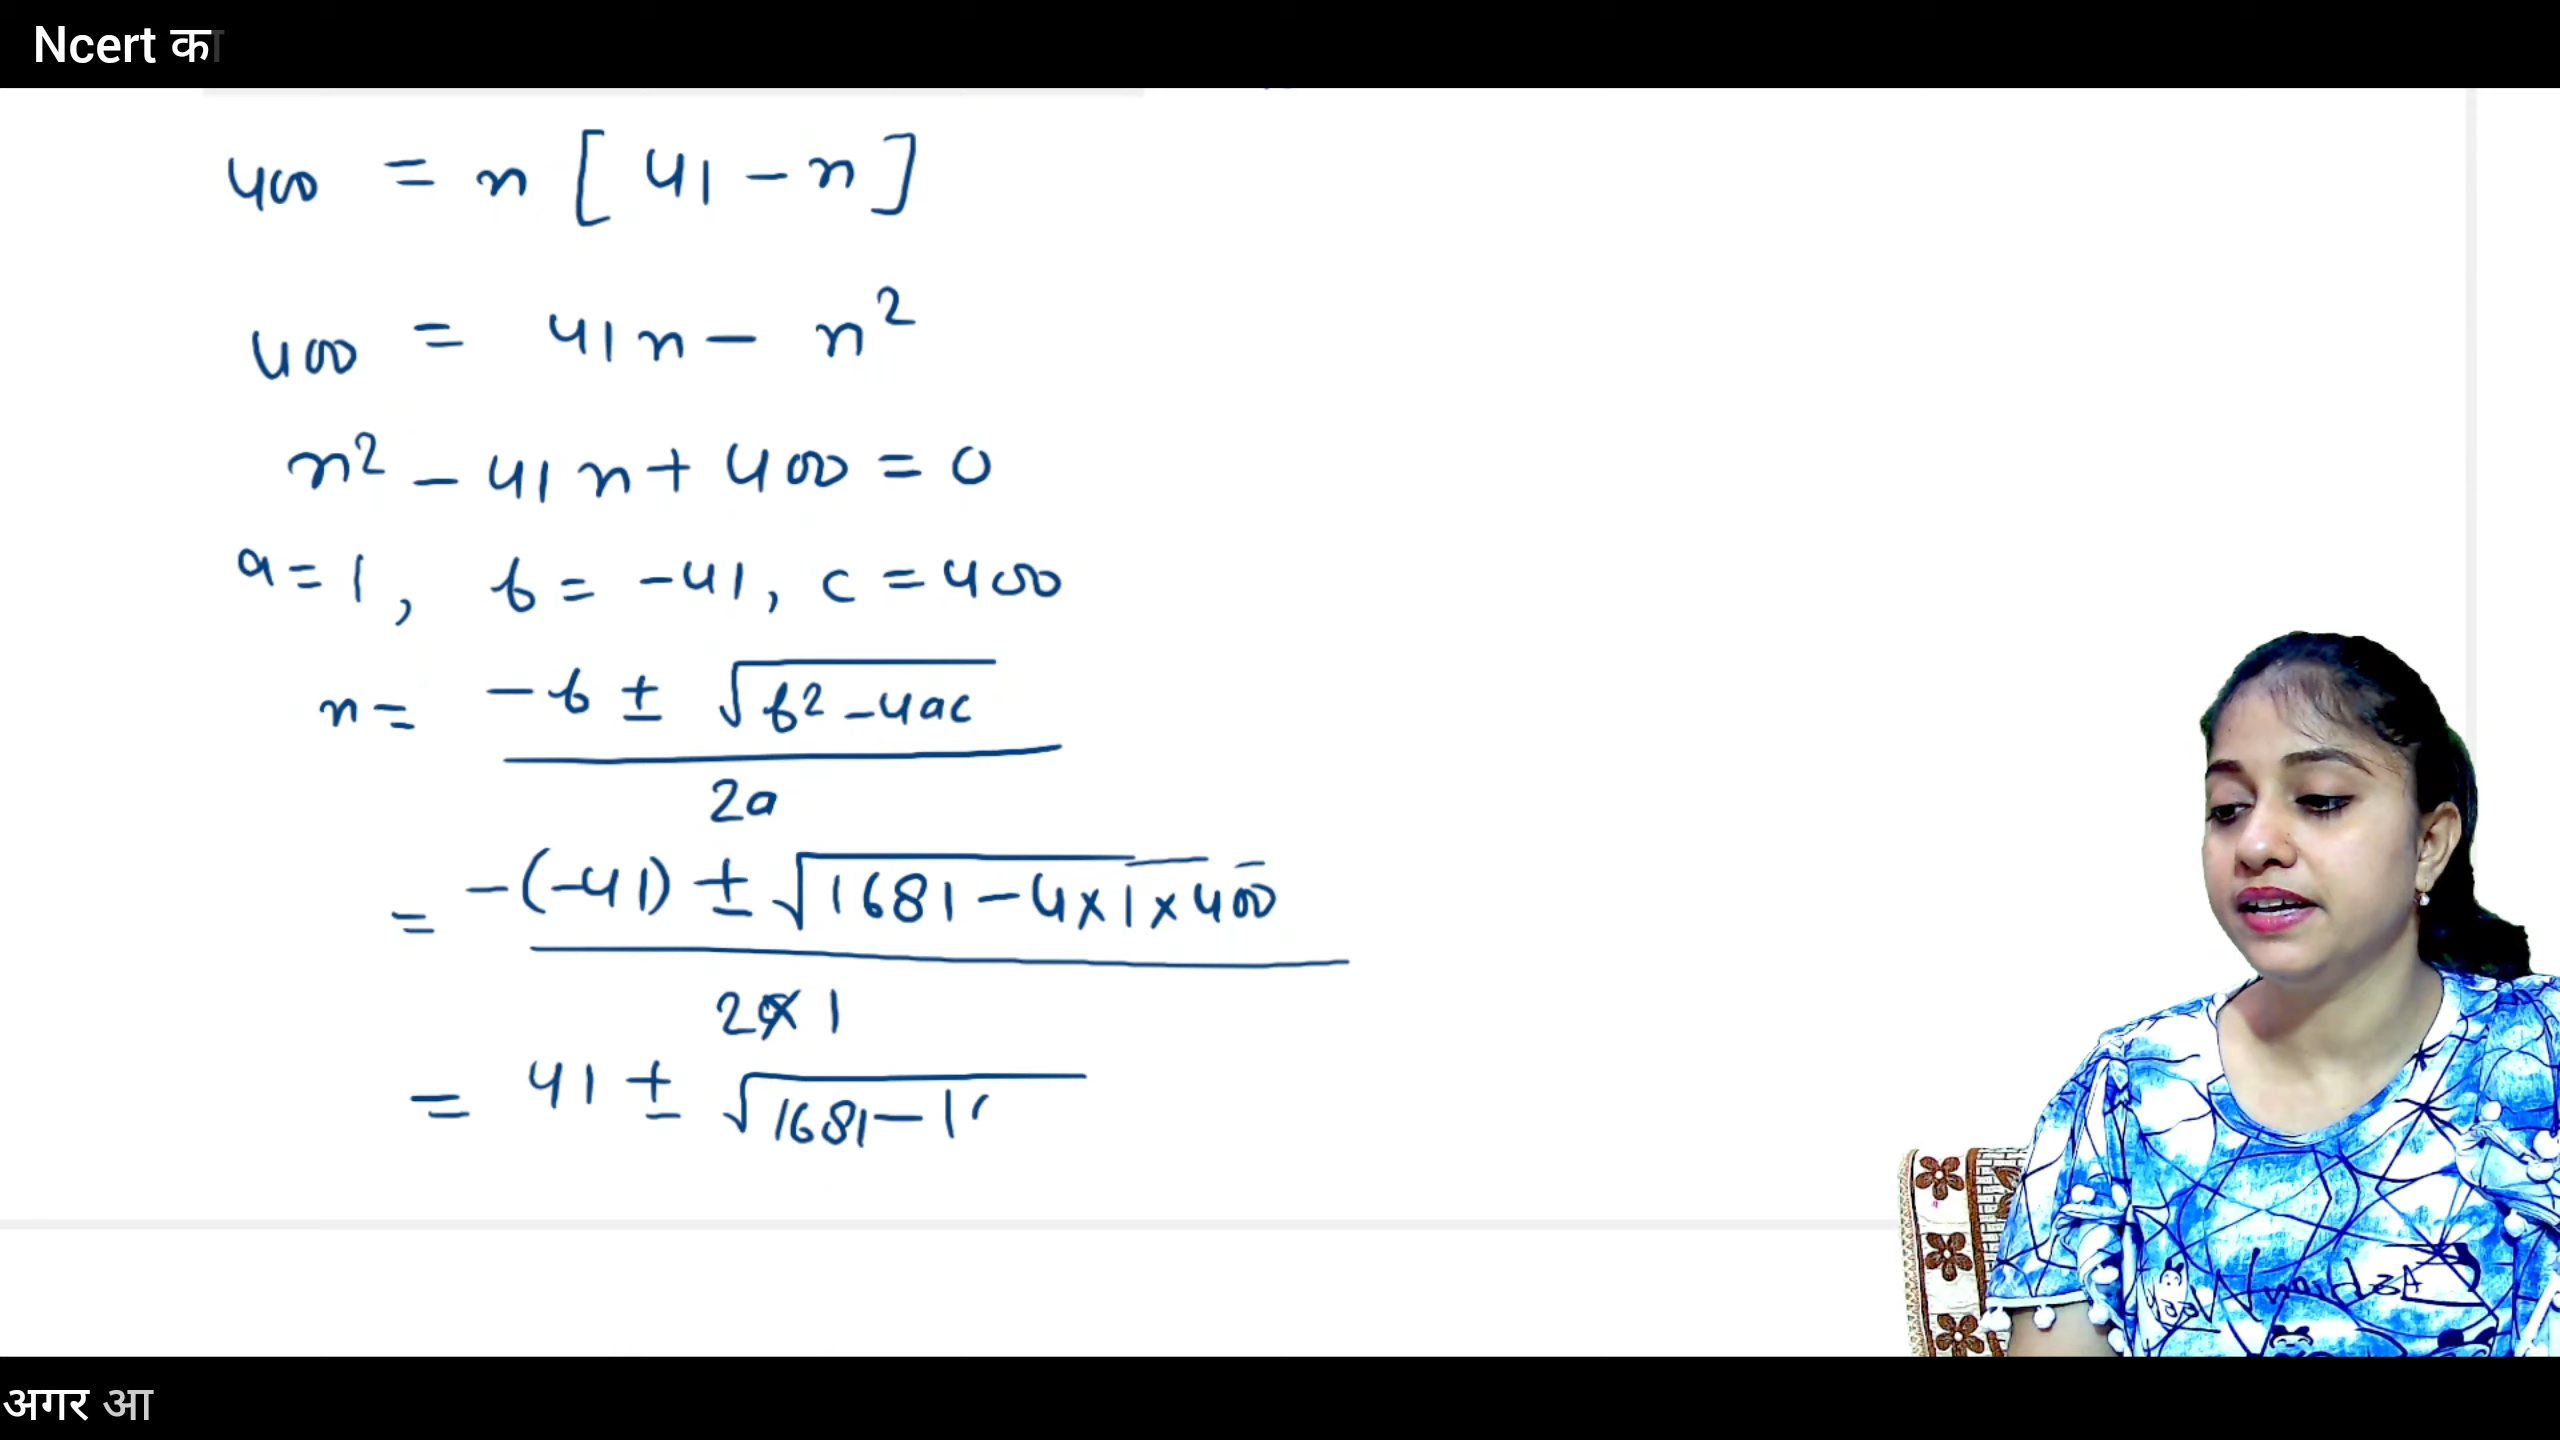 Ncert का
400 = n [ 41 - n ]
400 = 41n - n²
n² - 41n + 400 = 0
a = 1, b = -41, c = 400
n = -b ± √b² - 4ac
2a
= -(-41) ± √1681 - 4×1×400
2× 1
= 41 ± √1681 - 1
अगर आ